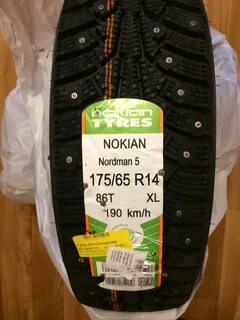 nokian
TYRES
NOKIAN
Nordman 5
175/65 R14
86T XL
190 km/h